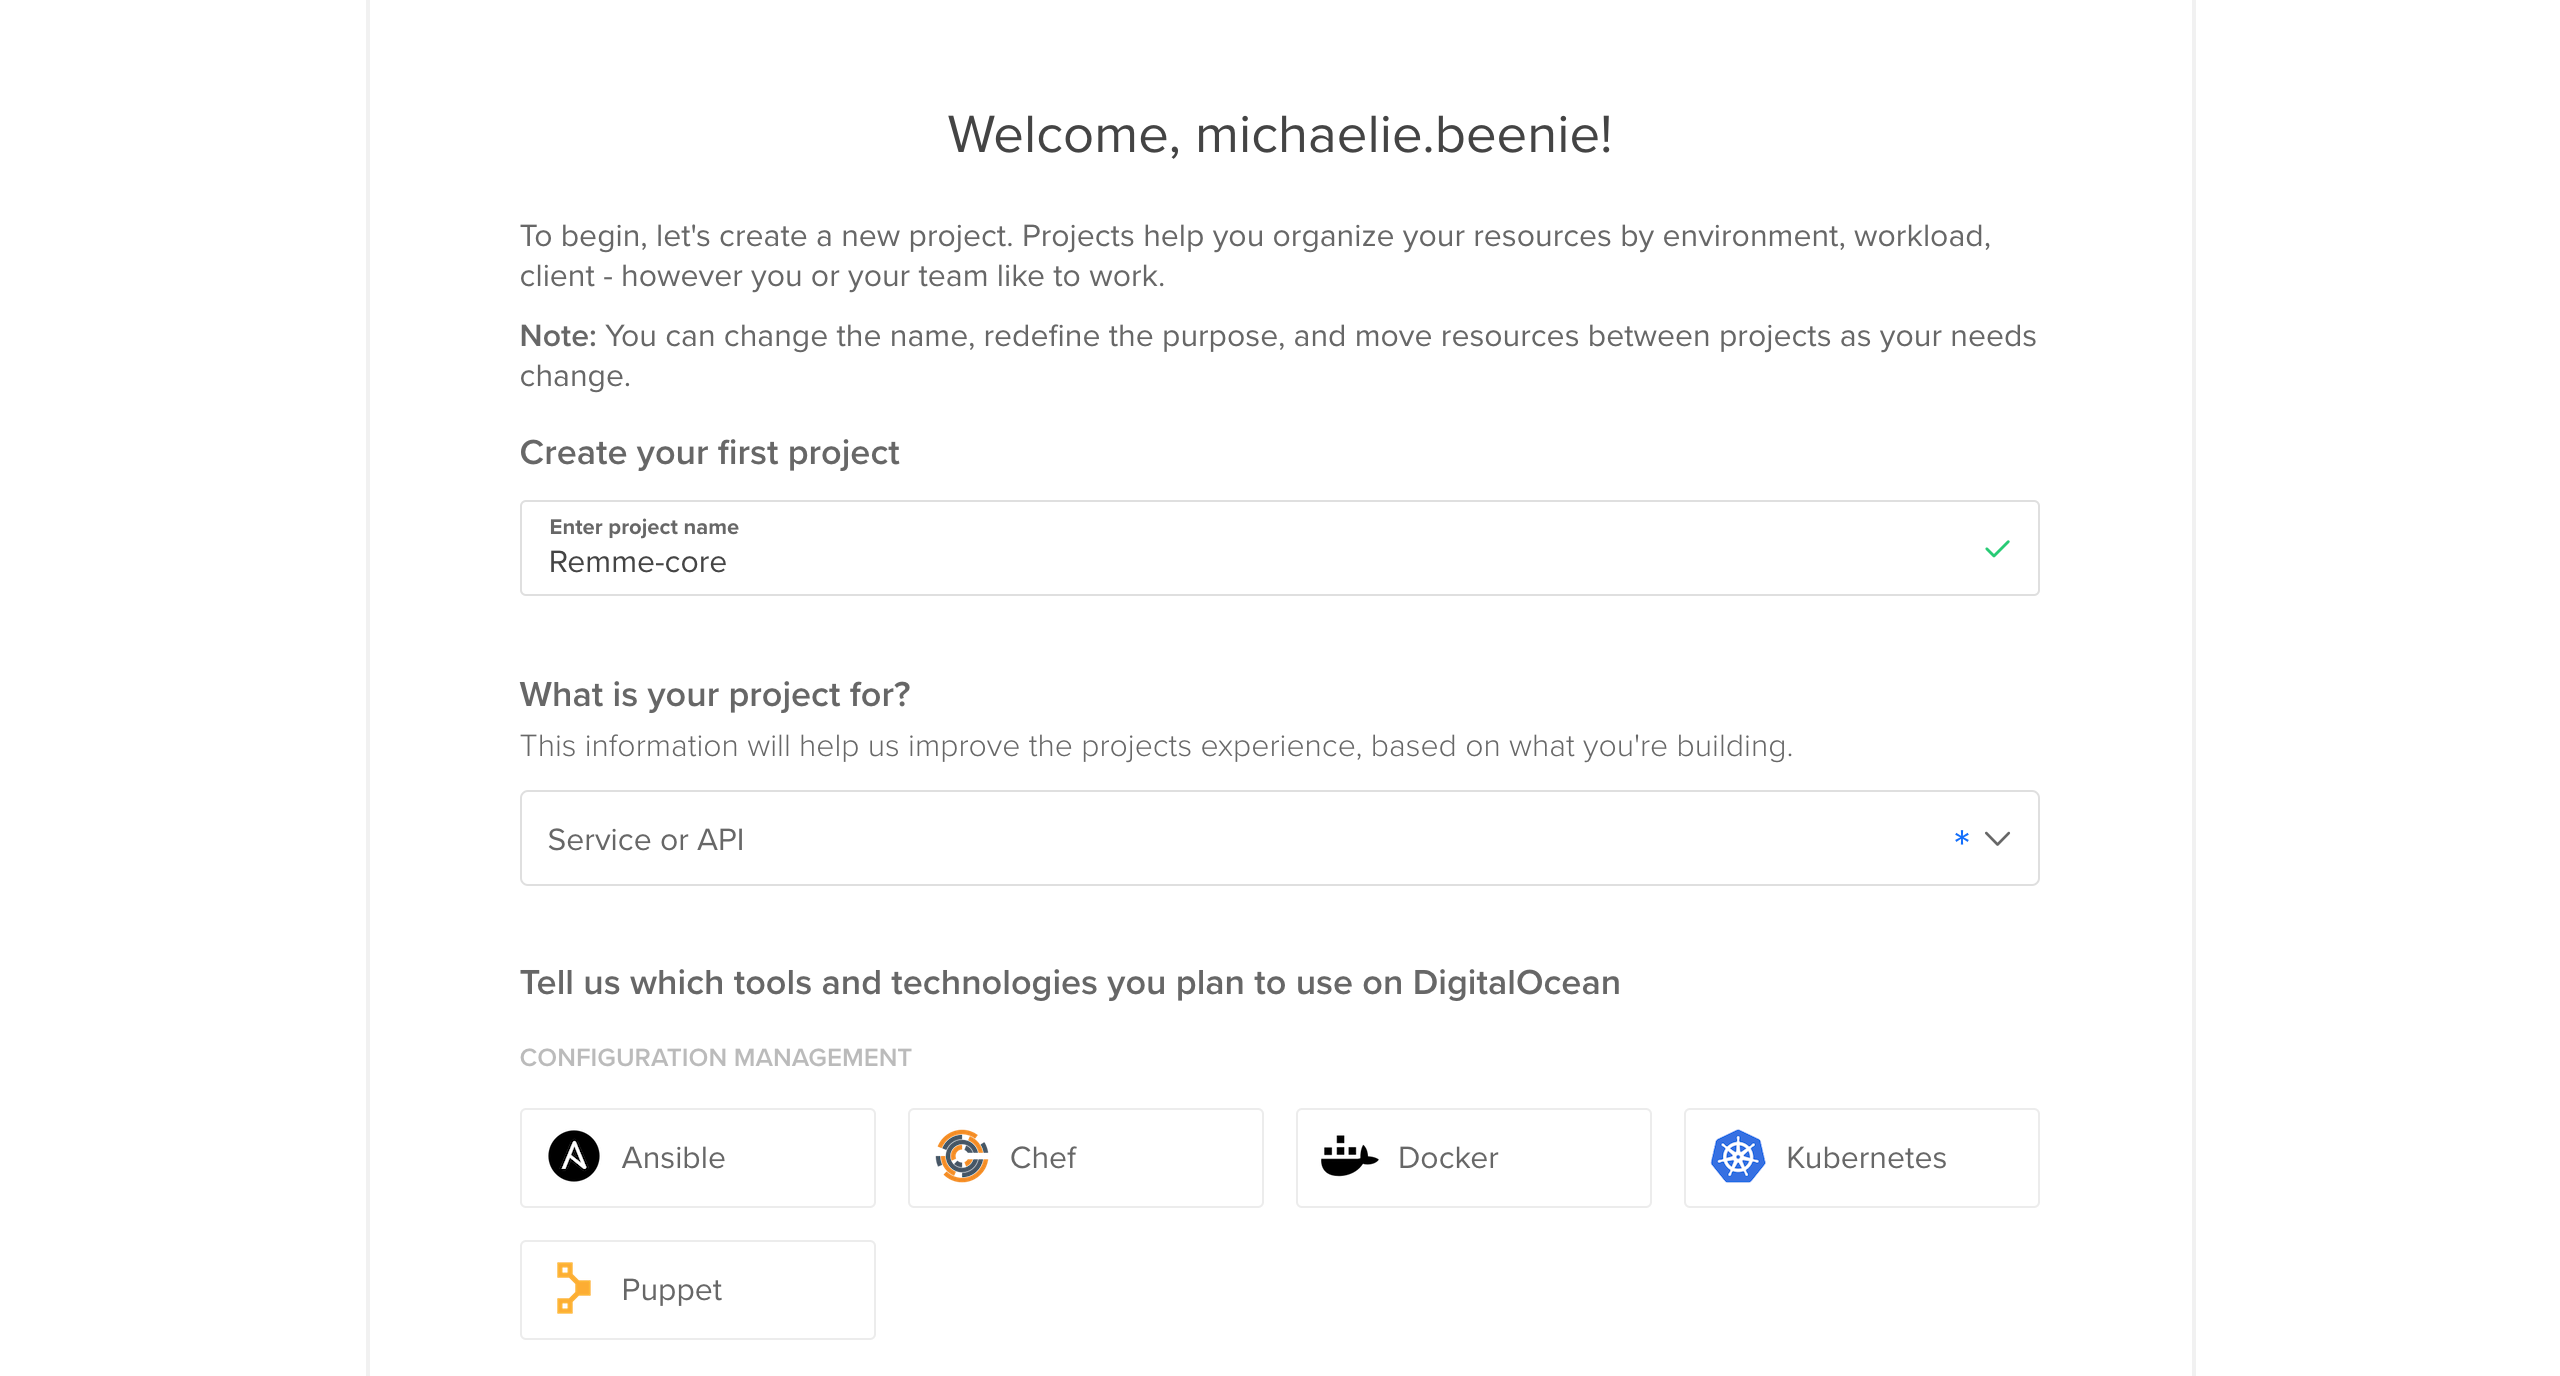 Welcome, michaelie.beenie!
To begin, let's create a new project. Projects help you organize your resources by environment, workload,
client - however you or your team like to work.
Note: You can change the name, redefine the purpose, and move resources between projects as your needs
change.
Create your first project
Enter project name
Remme-core
What is your project for?
This information will help us improve the projects experience, based on what you're building.
Service or API *
Tell us which tools and technologies you plan to use on DigitalOcean
CONFIGURATION MANAGEMENT
Ansible
Chef
Docker
Kubernetes
Puppet